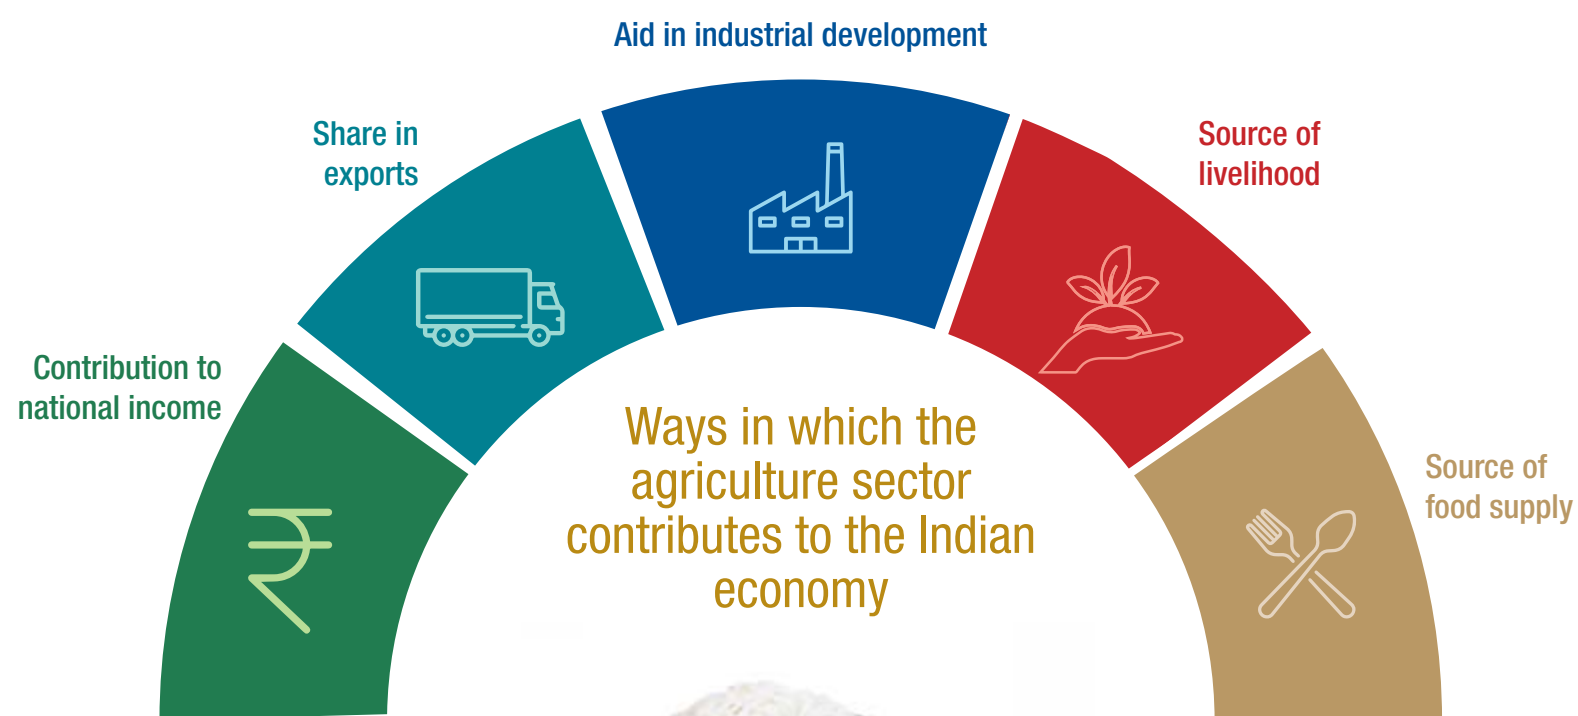 Aid in industrial development
Share in
exports
Source of
livelihood
Contribution to
national income
Ways in which the
agriculture sector
contributes to the Indian
economy
Source of
food supply
₹